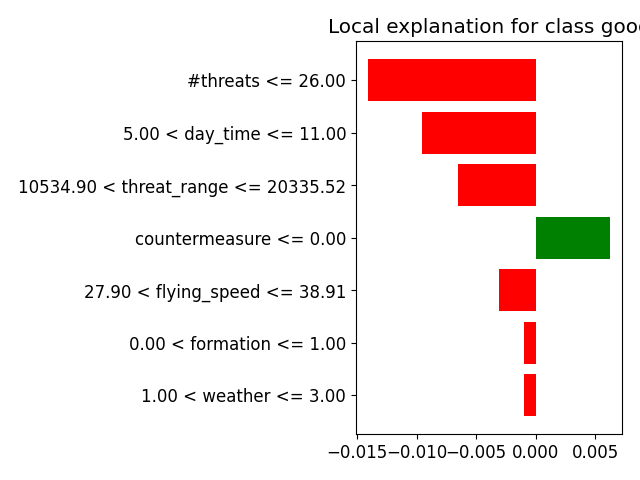 Local explanation for class goo
#threats <= 26.00
5.00 < day_time <= 11.00
10534.90 < threat_range <= 20335.52
countermeasure <= 0.00
27.90 < flying_speed <= 38.91
0.00 < formation <= 1.00
1.00 < weather <= 3.00
−0.015 −0.010 −0.005 0.000 0.005